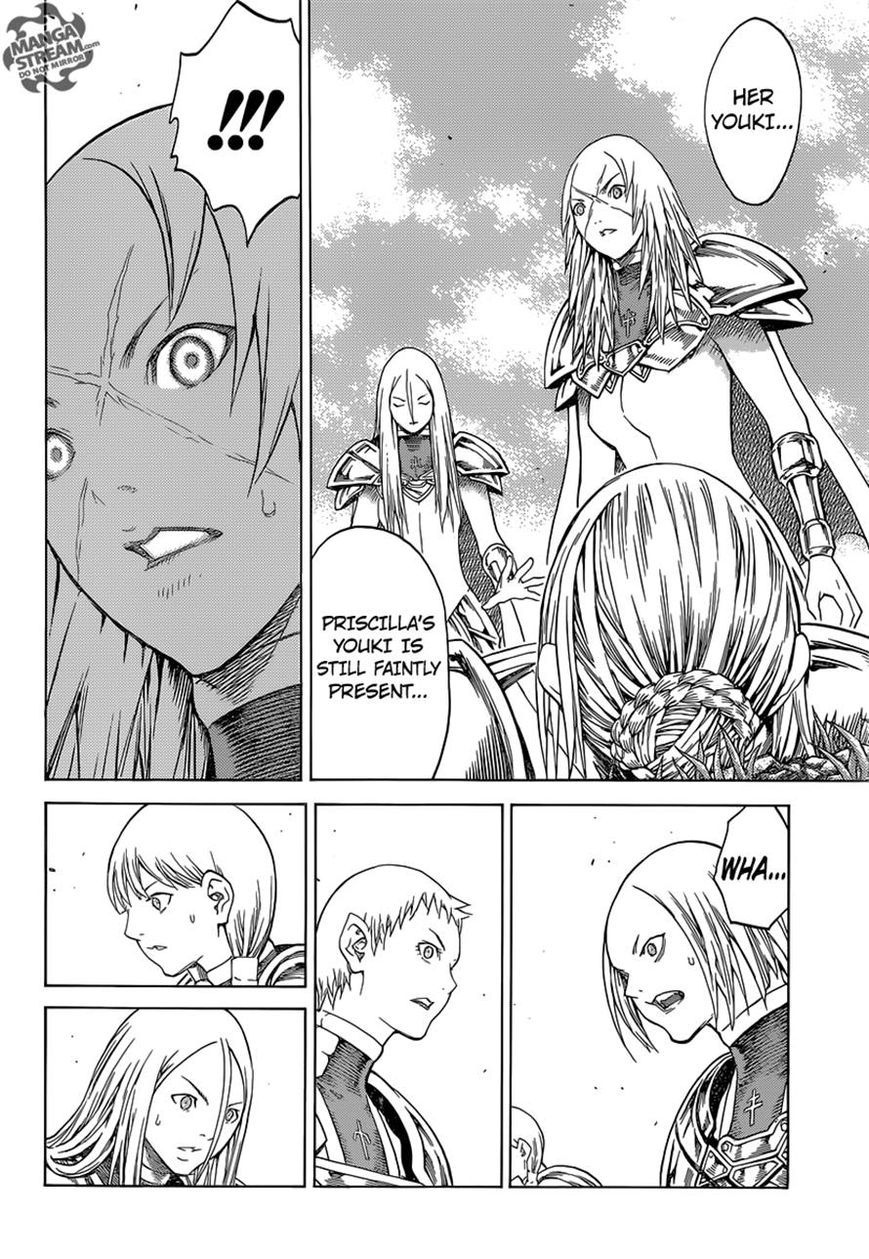 MANGA
STREAM.com
DO NOT MIRROR
HER
YOUKI...
PRISCILLA'S
YOUKI IS
STILL FAINTLY
PRESENT...
!!!
WHA...